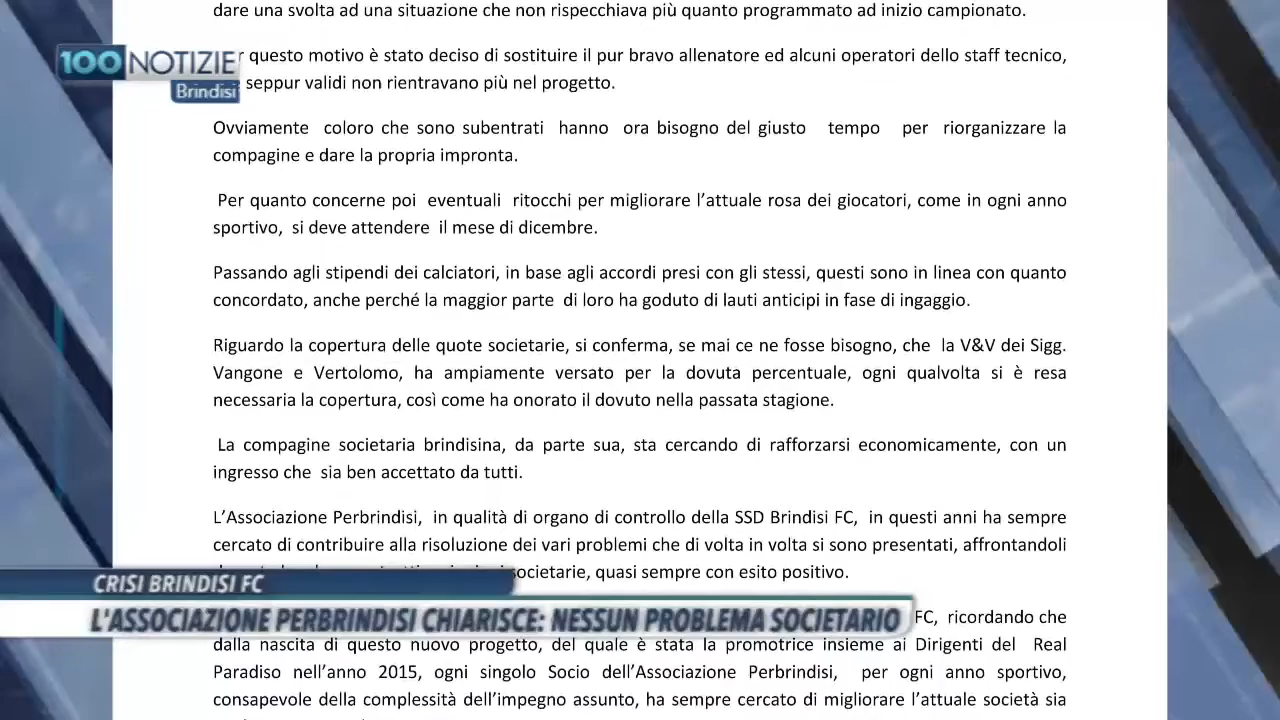 dare una svolta ad una situazione che non rispecchiava più quanto programmato ad inizio campionato.
100 NOTIZIE
Brindisi
questo motivo è stato deciso di sostituire il pur bravo allenatore ed alcuni operatori dello staff tecnico,
seppur validi non rientravano più nel progetto.
Ovviamente coloro che sono subentrati hanno ora bisogno del giusto tempo per riorganizzare la
compagine e dare la propria impronta.
Per quanto concerne poi eventuali ritocchi per migliorare l’attuale rosa dei giocatori, come in ogni anno
sportivo, si deve attendere il mese di dicembre.
Passando agli stipendi dei calciatori, in base agli accordi presi con gli stessi, questi sono in linea con quanto
concordato, anche perché la maggior parte di loro ha goduto di lauti anticipi in fase di ingaggio.
Riguardo la copertura delle quote societarie, si conferma, se mai ce ne fosse bisogno, che la V&V dei Sigg.
Vangone e Vertolomo, ha ampiamente versato per la dovuta percentuale, ogni qualvolta si è resa
necessaria la copertura, così come ha onorato il dovuto nella passata stagione.
La compagine societaria brindisina, da parte sua, sta cercando di rafforzarsi economicamente, con un
ingresso che sia ben accettato da tutti.
L’Associazione Perbrindisi, in qualità di organo di controllo della SSD Brindisi FC, in questi anni ha sempre
cercato di contribuire alla risoluzione dei vari problemi che di volta in volta si sono presentati, affrontandoli
societarie, quasi sempre con esito positivo.
CRISI BRINDISI FC
L'ASSOCIAZIONE PERBRINDISI CHIARISCE: NESSUN PROBLEMA SOCIETARIO
FC, ricordando che
dalla nascita di questo nuovo progetto, del quale è stata la promotrice insieme ai Dirigenti del Real
Paradiso nell’anno 2015, ogni singolo Socio dell’Associazione Perbrindisi, per ogni anno sportivo,
consapevole della complessità dell’impegno assunto, ha sempre cercato di migliorare l’attuale società sia